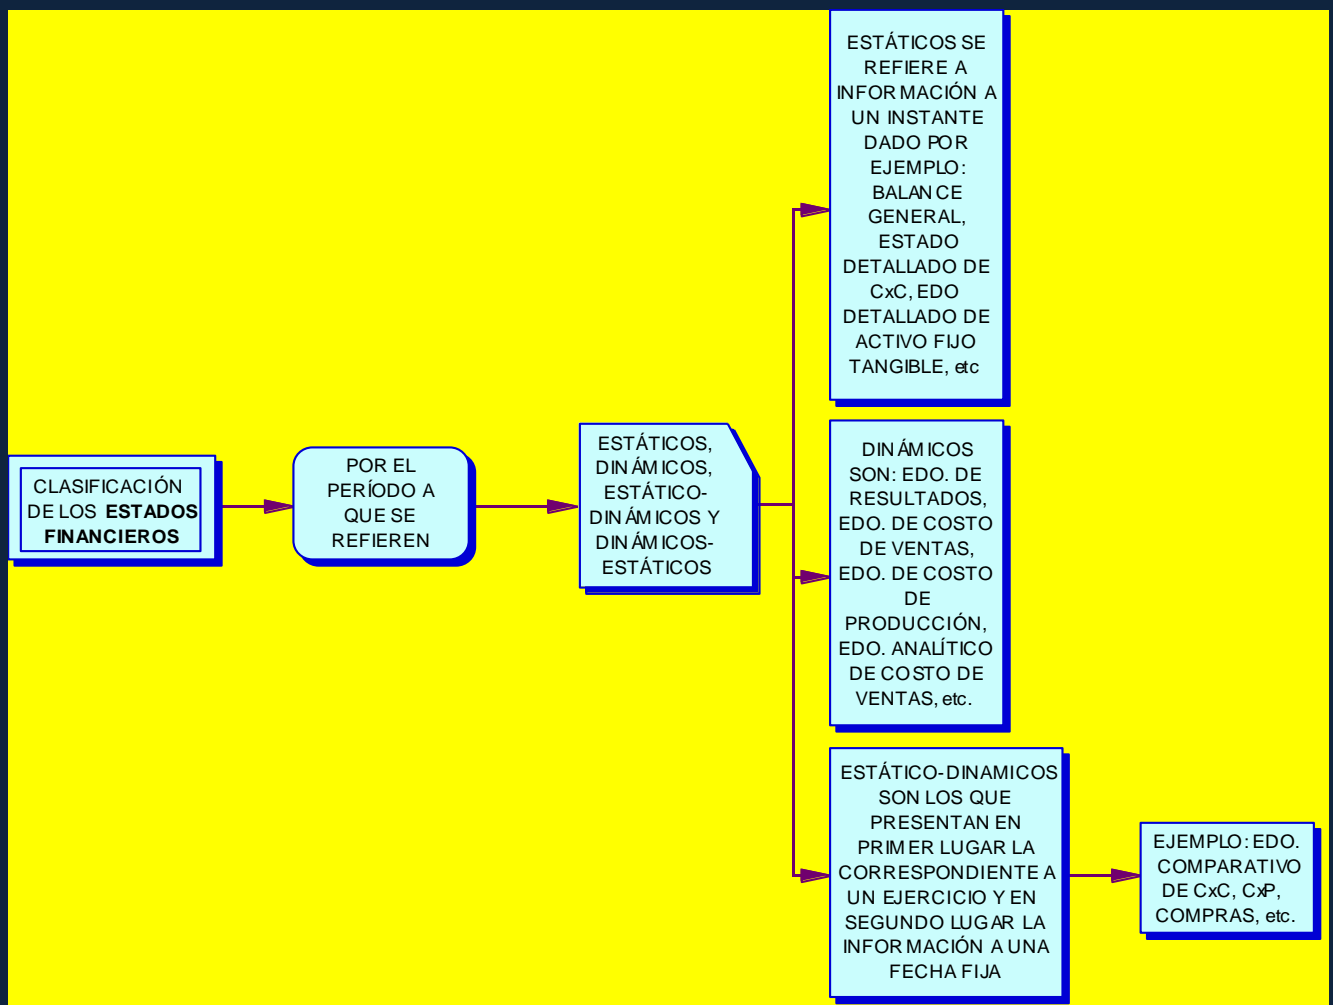 CLASIFICACIÓN
DE LOS ESTADOS
FINANCIEROS
POR EL
PERÍODO A
QUE SE
REFIEREN
ESTÁTICOS,
DINÁMICOS,
ESTÁTICO-
DINÁMICOS Y
DINÁMICOS-
ESTÁTICOS
ESTÁTICOS SE
REFIERE A
INFORMACIÓN A
UN INSTANTE
DADO POR
EJEMPLO:
BALANCE
GENERAL,
ESTADO
DETALLADO DE
CxC, EDO
DETALLADO DE
ACTIVO FIJO
TANGIBLE, etc
DINÁMICOS
SON: EDO. DE
RESULTADOS,
EDO. DE COSTO
DE VENTAS,
EDO. DE COSTO
DE
PRODUCCIÓN,
EDO. ANALÍTICO
DE COSTO DE
VENTAS, etc.
ESTÁTICO-DINAMICOS
SON LOS QUE
PRESENTAN EN
PRIMER LUGAR LA
CORRESPONDIENTE A
UN EJERCICIO Y EN
SEGUNDO LUGAR LA
INFORMACIÓN A UNA
FECHA FIJA
EJEMPLO: EDO.
COMPARATIVO
DE CxC, CxP,
COMPRAS, etc.